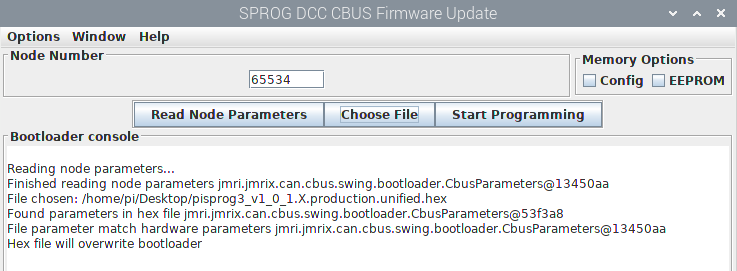 SPROG DCC CBUS Firmware Update
Options Window Help
Node Number
65534
Memory Options
Config EEPROM
Read Node Parameters Choose File Start Programming
Bootloader console
Reading node parameters...
Finished reading node parameters jmri.jmrix.can.cbus.swing.bootloader.CbusParameters@13450aa
File chosen: /home/pi/Desktop/pisprog3_v1_0_1.X.production.unified.hex
Found parameters in hex file jmri.jmrix.can.cbus.swing.bootloader.CbusParameters@53f3a8
File parameter match hardware parameters jmri.jmrix.can.cbus.swing.bootloader.CbusParameters@13450aa
Hex file will overwrite bootloader